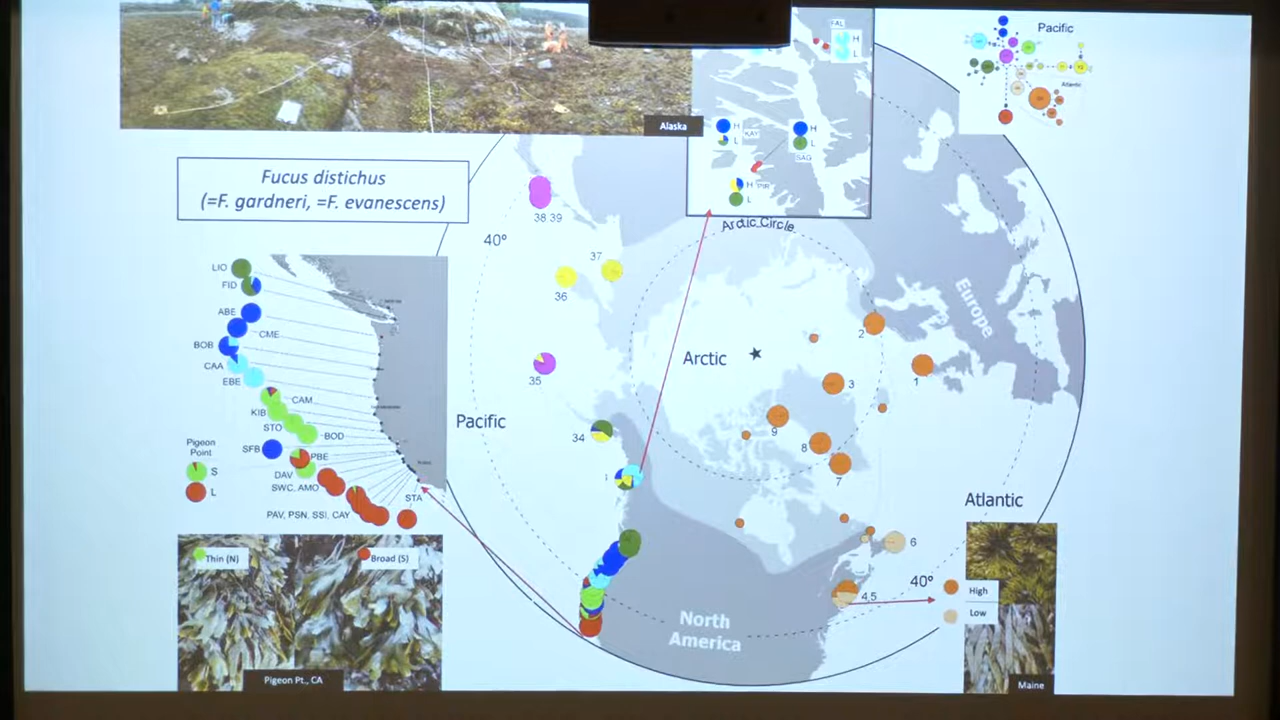 Alaska
FAL
H
L
H
KAY
L
H
L
SAG
H
L
Pacific
Atlantic
Fucus distichus
(=F. gardneri, =F. evanescens)
38 39
40º
37
36
35
34
Pacific
Arctic Circle
Arctic
Europe
2
1
3
9
8
7
6
4,5
Atlantic
40º
North
America
LIO
FID
ABE
CME
BOB
CAA
EBE
CAM
KIB
STO
BOD
SFB
PBE
DAV
SWC, AMO
STA
PAV, PSN, SSI, CAY
Pigeon
Point
S
L
Thin (N)
Broad (S)
Pigeon Pt., CA
High
Low
Maine